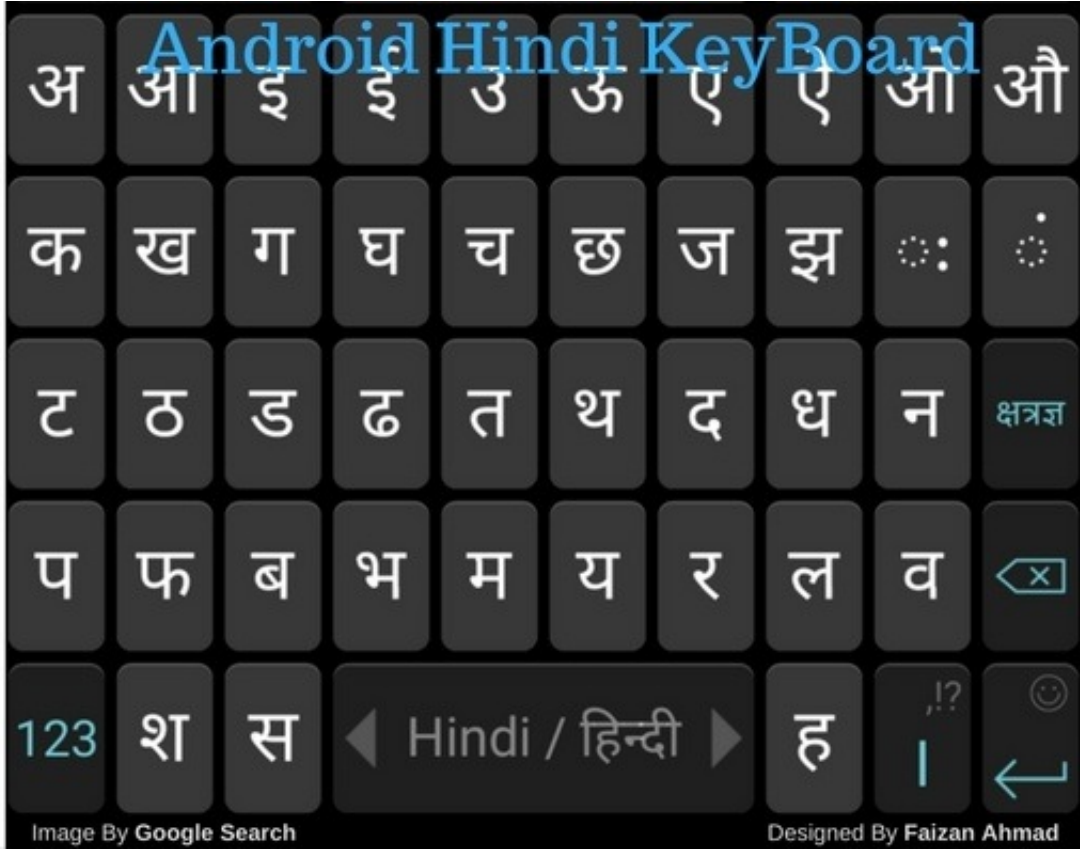 Android Hindi KeyBoard
अ आ इ ई उ ऊ ए ऐ ओ औ
क ख ग घ च छ ज झ ः ं
ट ठ ड ढ त थ द ध न क्षत्रज्ञ
प फ ब भ म य र ल व
123 श स Hindi / हिन्दी ह ,!? ।
Image By Google Search Designed By Faizan Ahmad